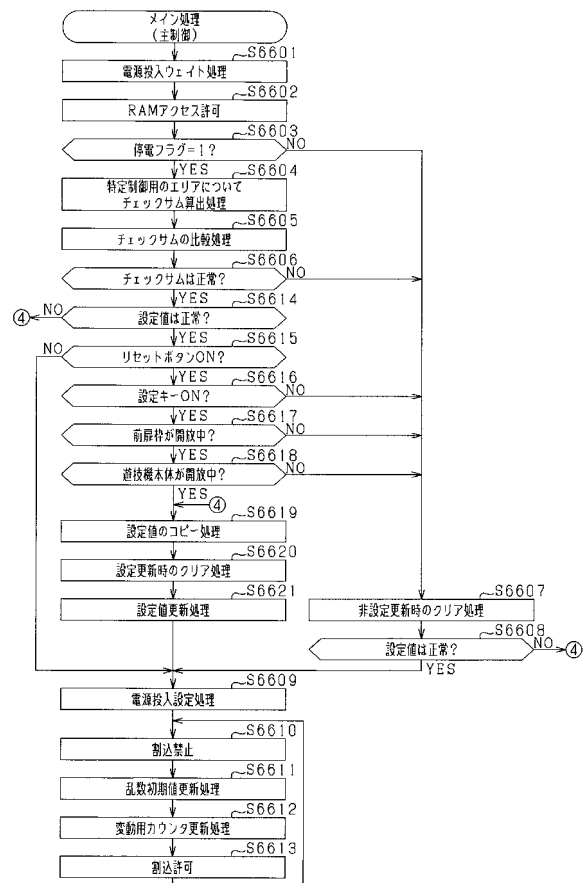 メイン処理
(主制御)
S6601
電源投入ウェイト処理
S6602
RAMアクセス許可
S6603
停電フラグ=1?
NO
YES
S6604
特定制御用のエリアについて
チェックサム算出処理
S6605
チェックサムの比較処理
S6606
チェックサムは正常?
NO
YES
S6614
④
NO
設定値は正常?
YES
S6615
NO
リセットボタンON?
YES
S6616
設定キーON?
NO
YES
S6617
前扉枠が開放中?
NO
YES
S6618
遊技機本体が開放中?
NO
YES
④
S6619
設定値のコピー処理
S6620
設定更新時のクリア処理
S6621
設定値更新処理
S6607
非設定更新時のクリア処理
S6608
設定値は正常?
NO
④
YES
S6609
電源投入設定処理
S6610
割込禁止
S6611
乱数初期値更新処理
S6612
変動用カウンタ更新処理
S6613
割込許可